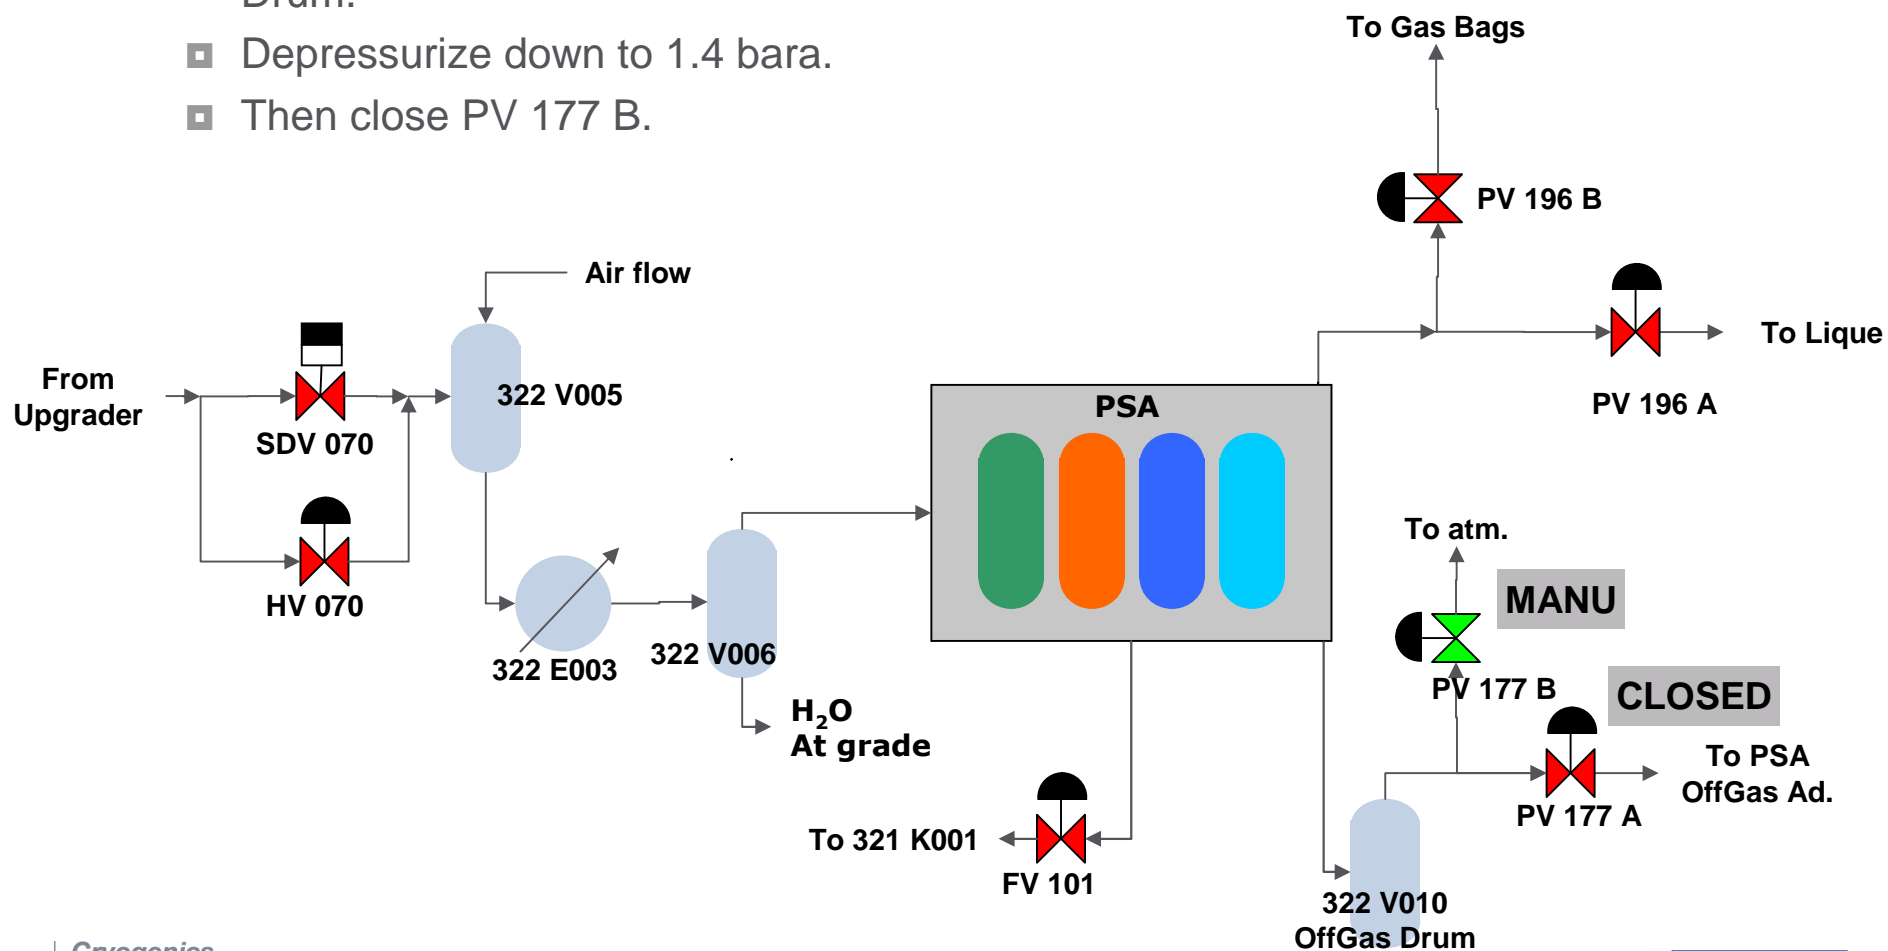 Drum.
Depressurize down to 1.4 bara.
Then close PV 177 B.
To Gas Bags
PV 196 B
Air flow
To Lique
From
Upgrader
322 V005
PV 196 A
PSA
SDV 070
To atm.
MANU
HV 070
322 E003
322 V006
PV 177 B
CLOSED
H₂O
At grade
To PSA
OffGas Ad.
PV 177 A
To 321 K001
FV 101
322 V010
OffGas Drum
Cryogenics